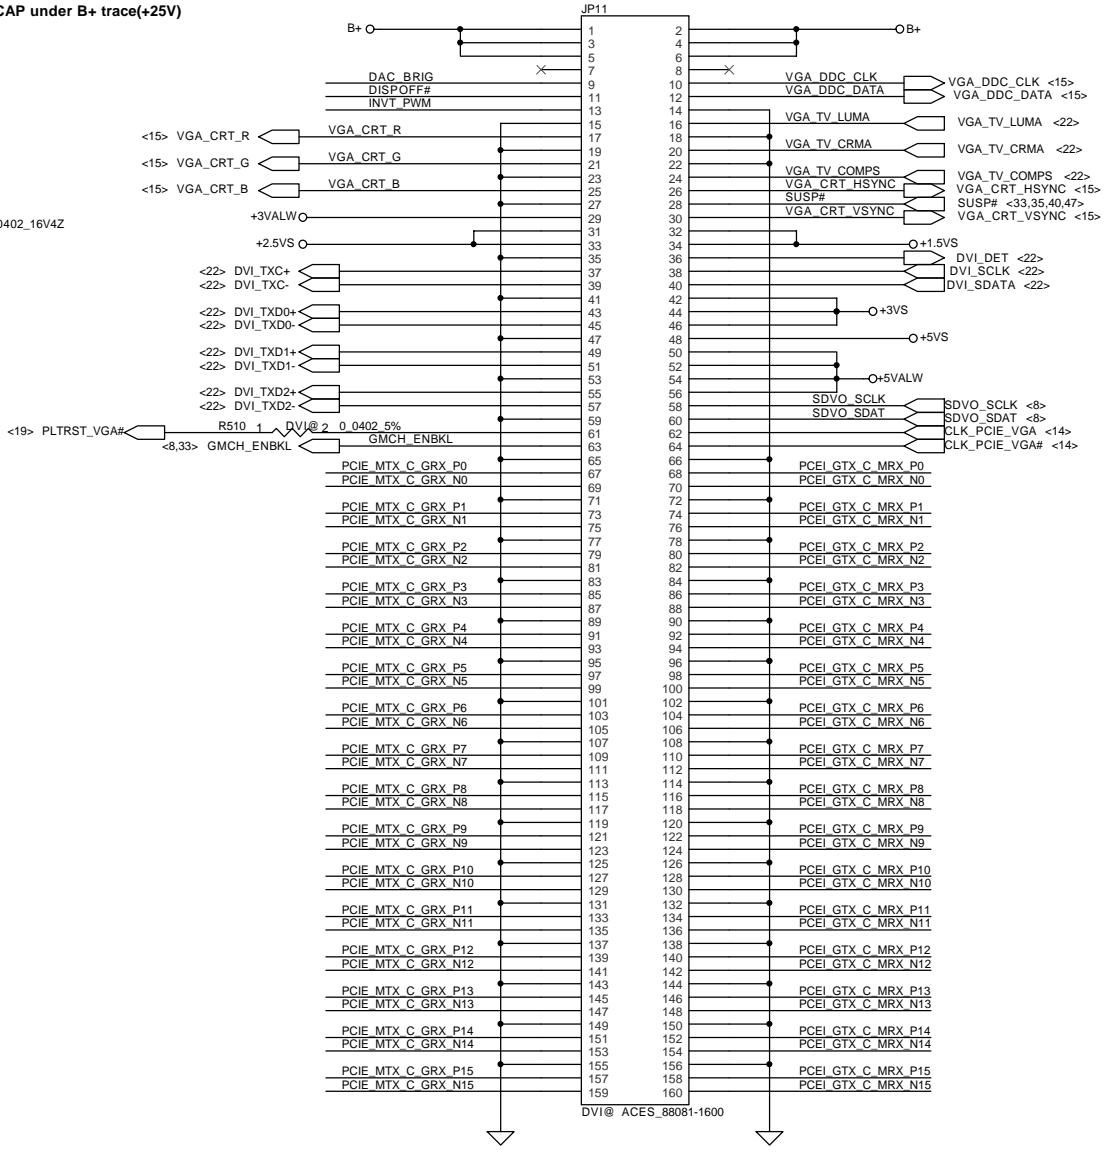 CAP under B+ trace(+25V)
JP11
B+ 1 2 B+
3 4
5 6
7 8
DAC_BRIG 9 10 VGA_DDC_CLK VGA_DDC_CLK <15>
DISPOFF# 11 12 VGA_DDC_DATA VGA_DDC_DATA <15>
INVT_PWM 13 14
15 16 VGA_TV_LUMA VGA_TV_LUMA <22>
<15> VGA_CRT_R VGA_CRT_R 17 18
19 20 VGA_TV_CRMA VGA_TV_CRMA <22>
<15> VGA_CRT_G VGA_CRT_G 21 22
23 24 VGA_TV_COMPS VGA_TV_COMPS <22>
<15> VGA_CRT_B VGA_CRT_B 25 26 VGA_CRT_HSYNC VGA_CRT_HSYNC <15>
27 28 SUSP# SUSP# <33,35,40,47>
+3VALW 29 30 VGA_CRT_VSYNC VGA_CRT_VSYNC <15>
0402_16V4Z
31 32
+2.5VS 33 34 +1.5VS
35 36 DVI_DET <22>
<22> DVI_TXC+ 37 38 DVI_SCLK <22>
<22> DVI_TXC- 39 40 DVI_SDATA <22>
41 42
<22> DVI_TXD0+ 43 44 +3VS
<22> DVI_TXD0- 45 46
47 48 +5VS
<22> DVI_TXD1+ 49 50
<22> DVI_TXD1- 51 52
53 54 +5VALW
<22> DVI_TXD2+ 55 56
<22> DVI_TXD2- 57 58 SDVO_SCLK SDVO_SCLK <8>
59 60 SDVO_SDAT SDVO_SDAT <8>
<19> PLTRST_VGA# R510 1 DVI@ 2 0_0402_5% 61 62 CLK_PCIE_VGA <14>
<8,33> GMCH_ENBKL GMCH_ENBKL 63 64 CLK_PCIE_VGA# <14>
65 66
PCIE_MTX_C_GRX_P0 67 68 PCEI_GTX_C_MRX_P0
PCIE_MTX_C_GRX_N0 69 70 PCEI_GTX_C_MRX_N0
71 72
PCIE_MTX_C_GRX_P1 73 74 PCEI_GTX_C_MRX_P1
PCIE_MTX_C_GRX_N1 75 76 PCEI_GTX_C_MRX_N1
77 78
PCIE_MTX_C_GRX_P2 79 80 PCEI_GTX_C_MRX_P2
PCIE_MTX_C_GRX_N2 81 82 PCEI_GTX_C_MRX_N2
83 84
PCIE_MTX_C_GRX_P3 85 86 PCEI_GTX_C_MRX_P3
PCIE_MTX_C_GRX_N3 87 88 PCEI_GTX_C_MRX_N3
89 90
PCIE_MTX_C_GRX_P4 91 92 PCEI_GTX_C_MRX_P4
PCIE_MTX_C_GRX_N4 93 94 PCEI_GTX_C_MRX_N4
95 96
PCIE_MTX_C_GRX_P5 97 98 PCEI_GTX_C_MRX_P5
PCIE_MTX_C_GRX_N5 99 100 PCEI_GTX_C_MRX_N5
101 102
PCIE_MTX_C_GRX_P6 103 104 PCEI_GTX_C_MRX_P6
PCIE_MTX_C_GRX_N6 105 106 PCEI_GTX_C_MRX_N6
107 108
PCIE_MTX_C_GRX_P7 109 110 PCEI_GTX_C_MRX_P7
PCIE_MTX_C_GRX_N7 111 112 PCEI_GTX_C_MRX_N7
113 114
PCIE_MTX_C_GRX_P8 115 116 PCEI_GTX_C_MRX_P8
PCIE_MTX_C_GRX_N8 117 118 PCEI_GTX_C_MRX_N8
119 120
PCIE_MTX_C_GRX_P9 121 122 PCEI_GTX_C_MRX_P9
PCIE_MTX_C_GRX_N9 123 124 PCEI_GTX_C_MRX_N9
125 126
PCIE_MTX_C_GRX_P10 127 128 PCEI_GTX_C_MRX_P10
PCIE_MTX_C_GRX_N10 129 130 PCEI_GTX_C_MRX_N10
131 132
PCIE_MTX_C_GRX_P11 133 134 PCEI_GTX_C_MRX_P11
PCIE_MTX_C_GRX_N11 135 136 PCEI_GTX_C_MRX_N11
137 138
PCIE_MTX_C_GRX_P12 139 140 PCEI_GTX_C_MRX_P12
PCIE_MTX_C_GRX_N12 141 142 PCEI_GTX_C_MRX_N12
143 144
PCIE_MTX_C_GRX_P13 145 146 PCEI_GTX_C_MRX_P13
PCIE_MTX_C_GRX_N13 147 148 PCEI_GTX_C_MRX_N13
149 150
PCIE_MTX_C_GRX_P14 151 152 PCEI_GTX_C_MRX_P14
PCIE_MTX_C_GRX_N14 153 154 PCEI_GTX_C_MRX_N14
155 156
PCIE_MTX_C_GRX_P15 157 158 PCEI_GTX_C_MRX_P15
PCIE_MTX_C_GRX_N15 159 160 PCEI_GTX_C_MRX_N15
DVI@ ACES_88081-1600